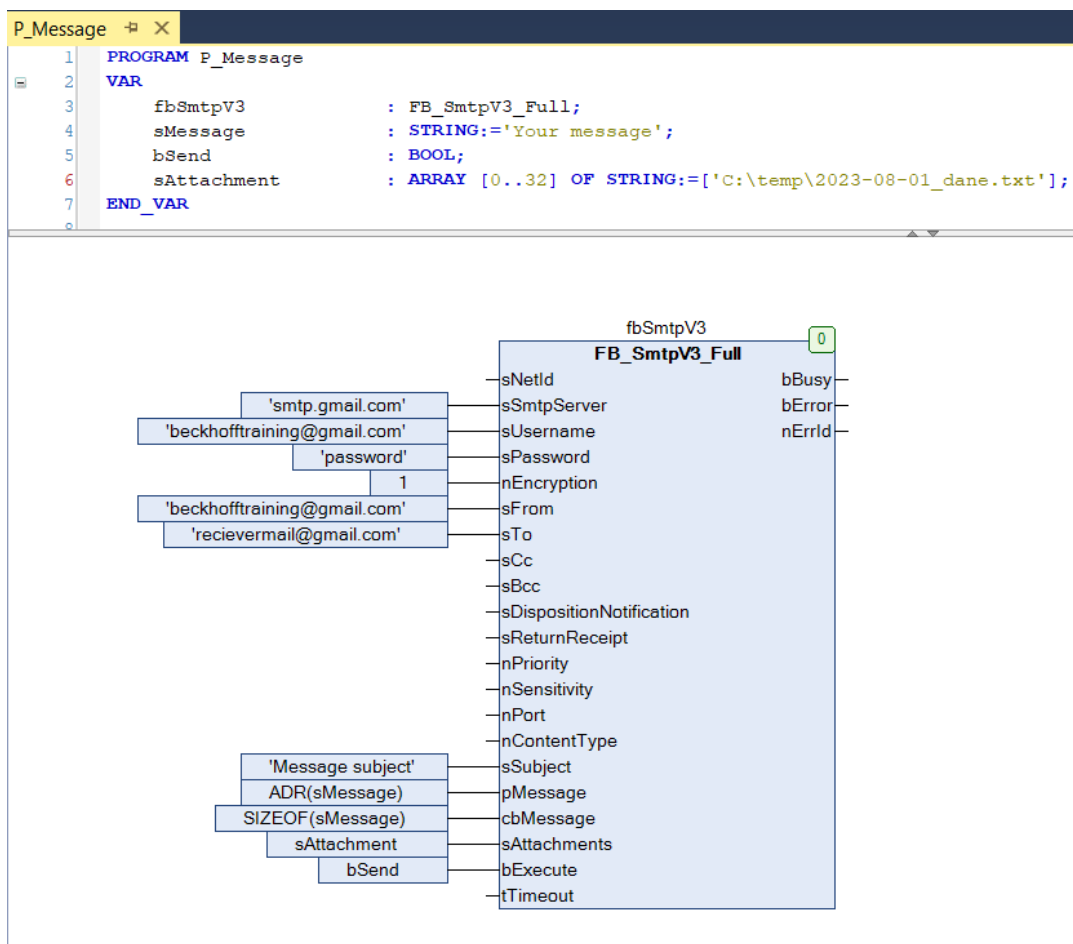 P_Message
1 PROGRAM P_Message
2 VAR
3 fbSmtpV3 : FB_SmtpV3_Full;
4 sMessage : STRING:='Your message';
5 bSend : BOOL;
6 sAttachment : ARRAY [0..32] OF STRING:=['C:\temp\2023-08-01_dane.txt'];
7 END_VAR
8
fbSmtpV3
FB_SmtpV3_Full 0
sNetId bBusy
'smtp.gmail.com' sSmtpServer bError
'beckhofftraining@gmail.com' sUsername nErrId
'password' sPassword
1 nEncryption
'beckhofftraining@gmail.com' sFrom
'recievermail@gmail.com' sTo
sCc
sBcc
sDispositionNotification
sReturnReceipt
nPriority
nSensitivity
nPort
nContentType
'Message subject' sSubject
ADR(sMessage) pMessage
SIZEOF(sMessage) cbMessage
sAttachment sAttachments
bSend bExecute
tTimeout